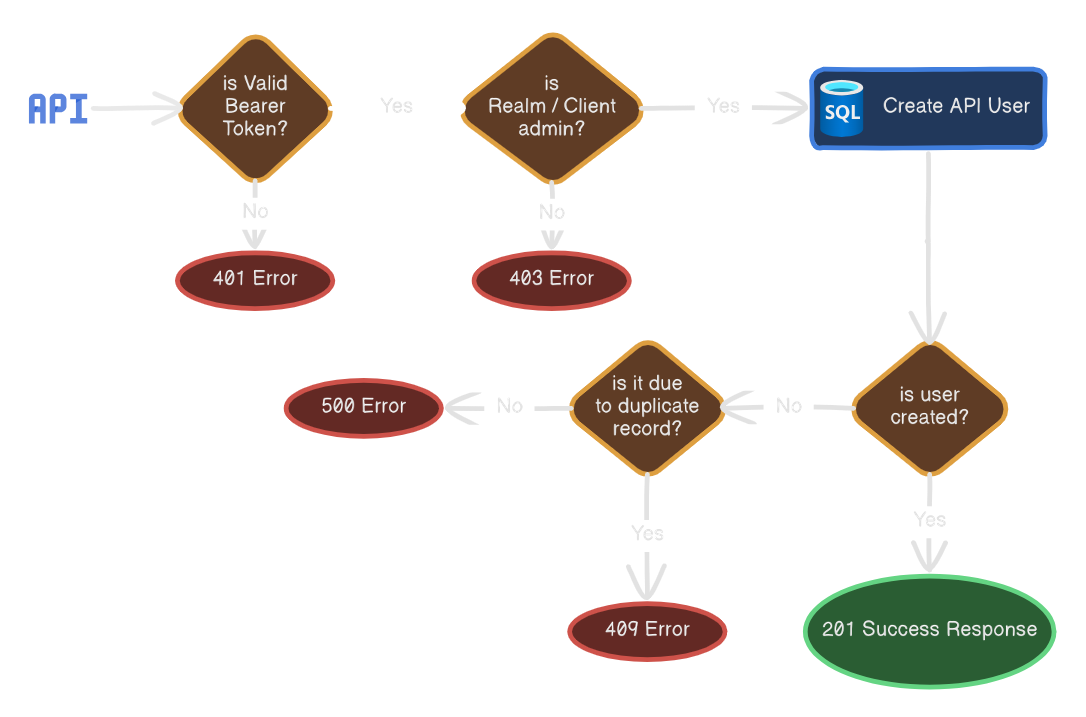 API
is Valid
Bearer
Token?
Yes
is
Realm / Client
admin?
Yes
SQL
Create API User
No
No
401 Error
403 Error
is user
created?
No
is it due
to duplicate
record?
No
500 Error
Yes
Yes
409 Error
201 Success Response